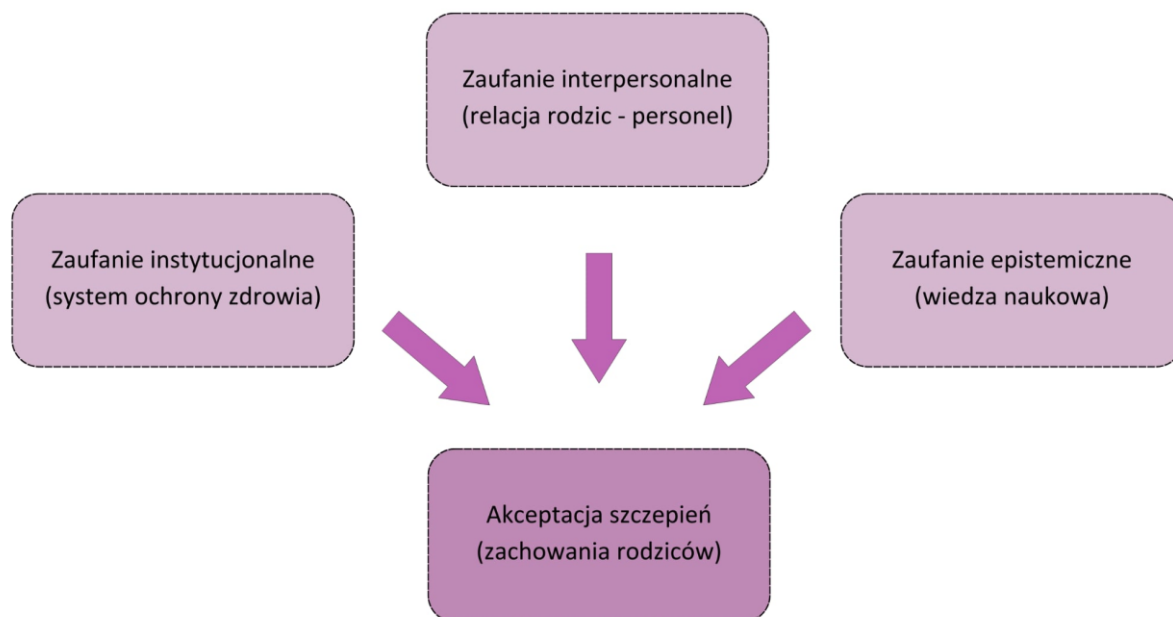 Zaufanie interpersonalne
(relacja rodzic - personel)
Zaufanie instytucjonalne
(system ochrony zdrowia)
Zaufanie epistemiczne
(wiedza naukowa)
Akceptacja szczepień
(zachowania rodziców)